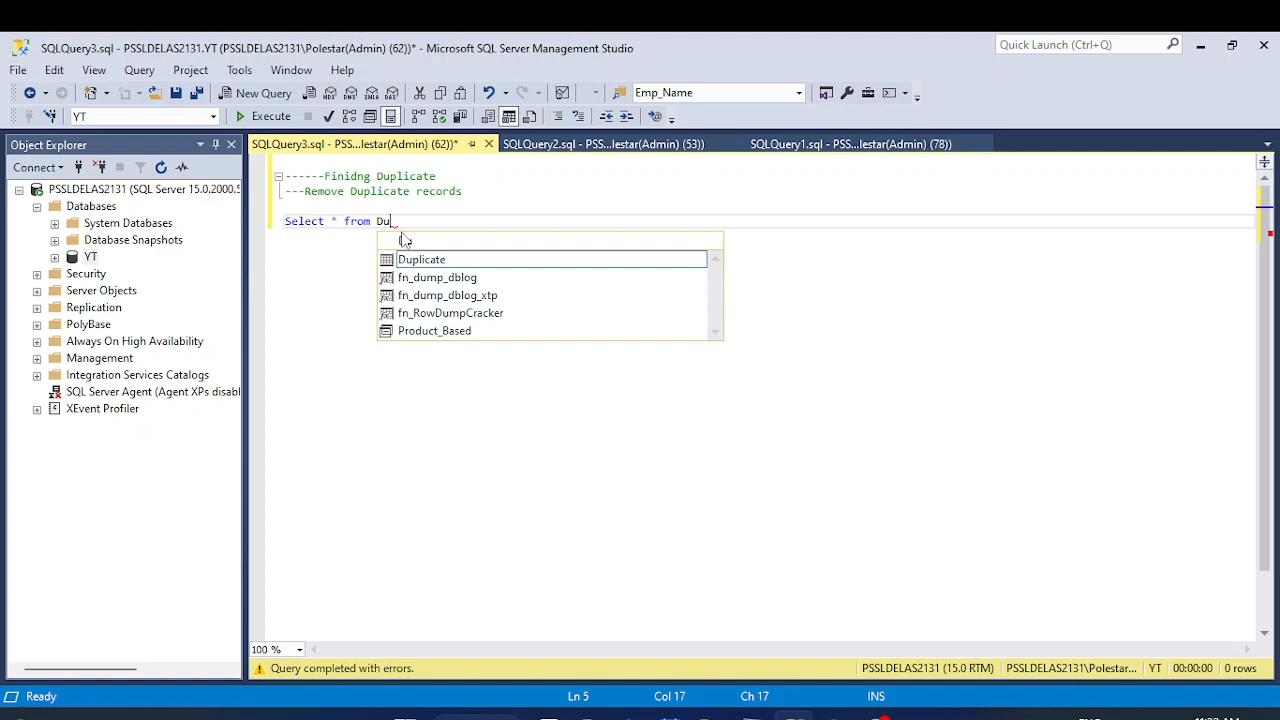 SQLQuery3.sql - PSSLDELAS2131.YT (PSSLDELAS2131\Polestar(Admin) (62))* - Microsoft SQL Server Management Studio
Quick Launch (Ctrl+Q)
File Edit View Query Project Tools Window Help
New Query
Emp_Name
YT
Execute
Object Explorer
SQLQuery3.sql - PSS...lestar(Admin) (62))*
SQLQuery2.sql - PSS...lestar(Admin) (53))
SQLQuery1.sql - PSS...lestar(Admin) (78))
Connect
PSSLDELAS2131 (SQL Server 15.0.2000.5
Databases
System Databases
Database Snapshots
YT
Security
Server Objects
Replication
PolyBase
Always On High Availability
Management
Integration Services Catalogs
SQL Server Agent (Agent XPs disabl
XEvent Profiler
------Finidng Duplicate
---Remove Duplicate records
Select * from Du
Duplicate
fn_dump_dblog
fn_dump_dblog_xtp
fn_RowDumpCracker
Product_Based
100 %
Query completed with errors.
PSSLDELAS2131 (15.0 RTM)
PSSLDELAS2131\Polestar...
YT
00:00:00
0 rows
Ready
Ln 5
Col 17
Ch 17
INS